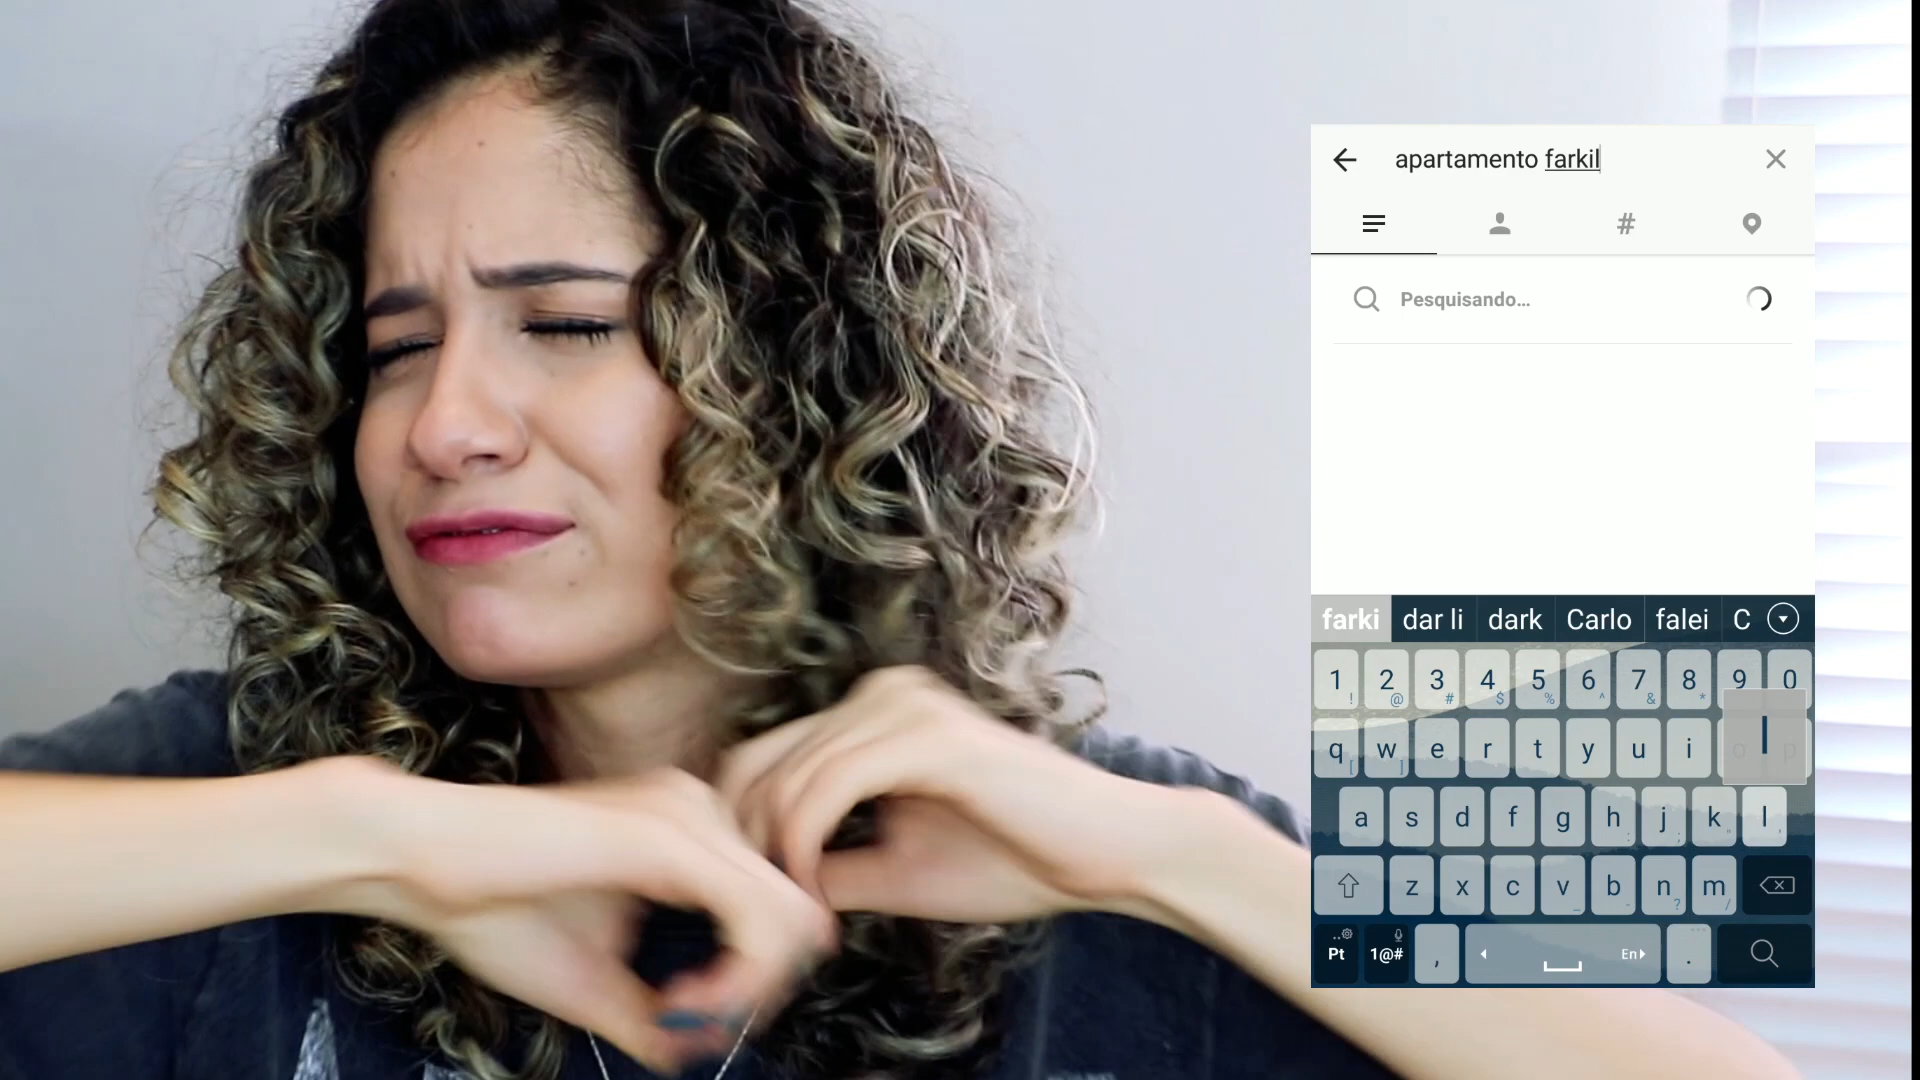 apartamento farkil
#
Pesquisando...
farki dar li dark Carlo falei C
1 2 3 4 5 6 7 8 9 0
! @ # $ % ^ & *
q w e r t y u i l
[ ]
a s d f g h j k l
z x c v b n m
? /
Pt 1@# , En .